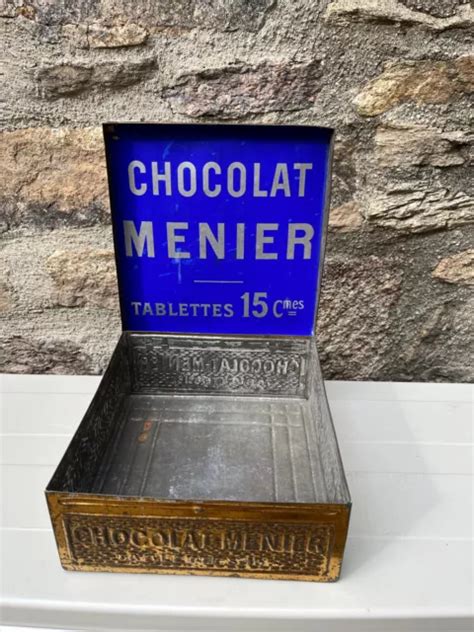 CHOCOLAT
MENIER
TABLETTES 15 Cmes
CHOCOLAT-MENIER
CHOCOLAT-MENIER